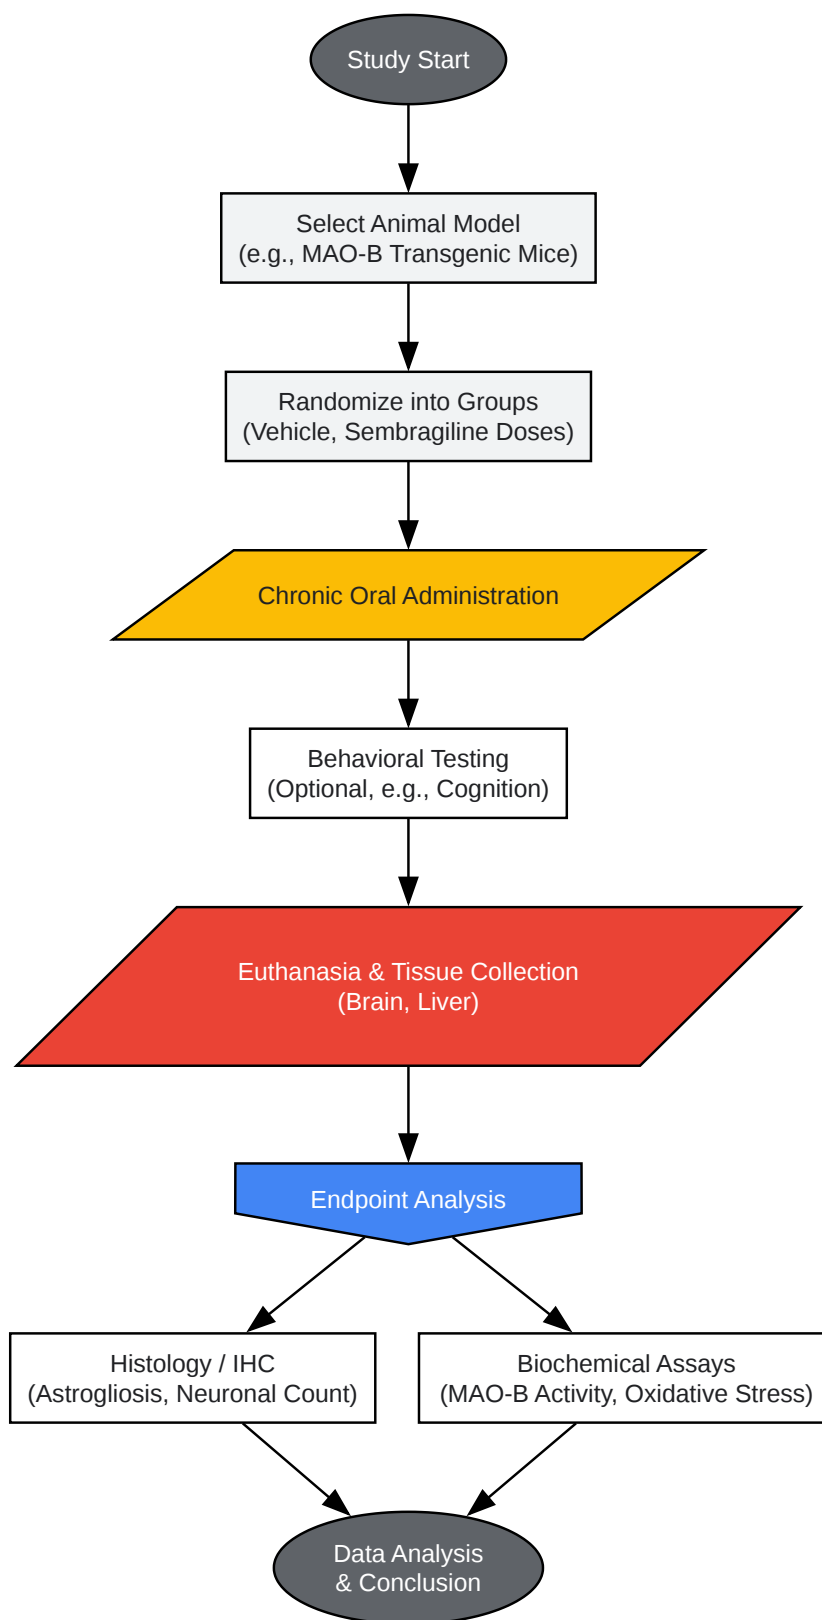 Study Start
Select Animal Model
(e.g., MAO-B Transgenic Mice)
Randomize into Groups
(Vehicle, Sembragiline Doses)
Chronic Oral Administration
Behavioral Testing
(Optional, e.g., Cognition)
Euthanasia & Tissue Collection
(Brain, Liver)
Endpoint Analysis
Histology / IHC
(Astrogliosis, Neuronal Count)
Biochemical Assays
(MAO-B Activity, Oxidative Stress)
Data Analysis
& Conclusion